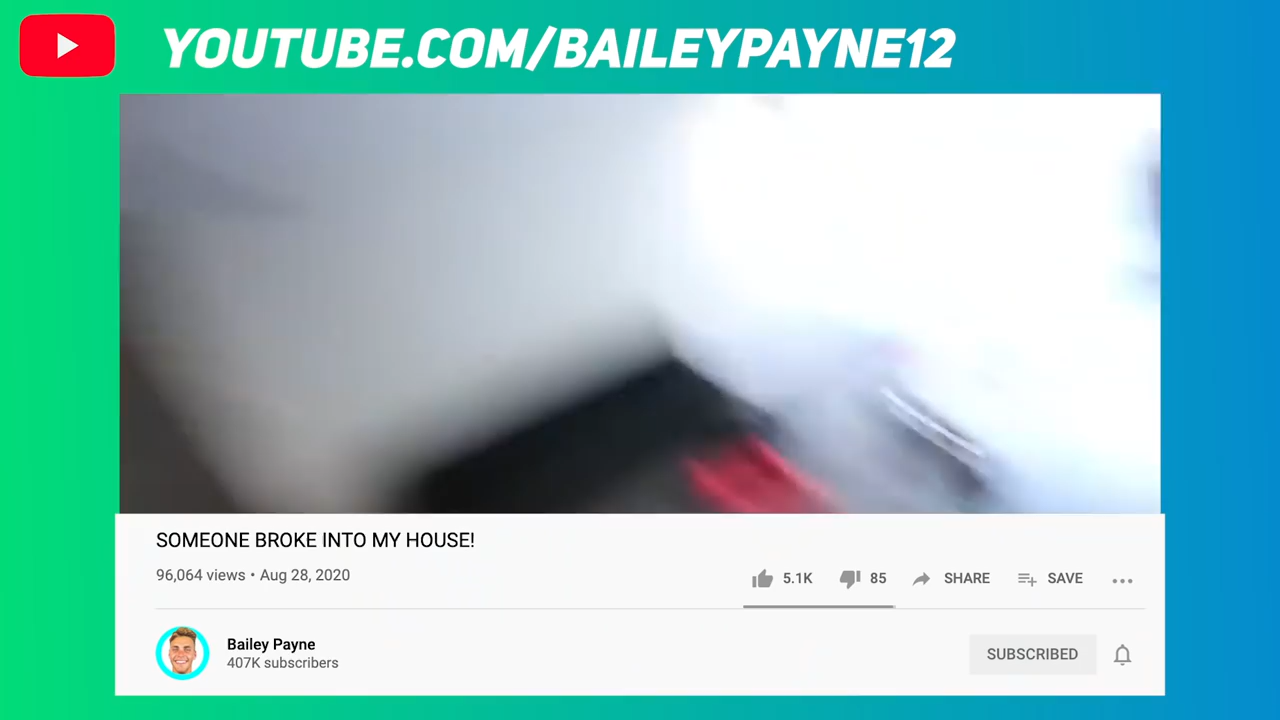 YOUTUBE.COM/BAILEYPAYNE12
SOMEONE BROKE INTO MY HOUSE!
96,064 views • Aug 28, 2020
5.1K 85 SHARE SAVE
Bailey Payne
407K subscribers
SUBSCRIBED